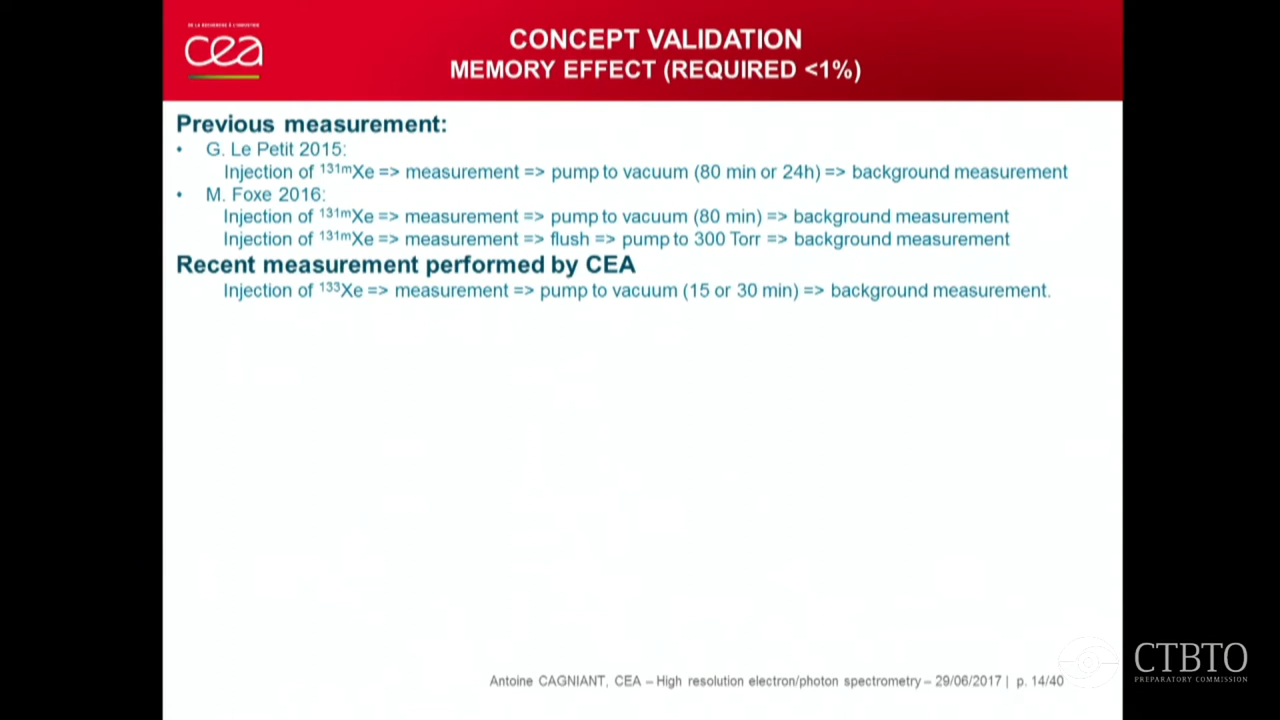 DE LA RECHERCHE À L'INDUSTRIE
cea
CONCEPT VALIDATION
MEMORY EFFECT (REQUIRED <1%)
Previous measurement:
• G. Le Petit 2015:
Injection of ¹³¹ᵐXe => measurement => pump to vacuum (80 min or 24h) => background measurement
• M. Foxe 2016:
Injection of ¹³¹ᵐXe => measurement => pump to vacuum (80 min) => background measurement
Injection of ¹³¹ᵐXe => measurement => flush => pump to 300 Torr => background measurement
Recent measurement performed by CEA
Injection of ¹³³Xe => measurement => pump to vacuum (15 or 30 min) => background measurement.
Antoine CAGNIANT, CEA – High resolution electron/photon spectrometry – 29/06/2017 | p. 14/40
CTBTO
PREPARATORY COMMISSION